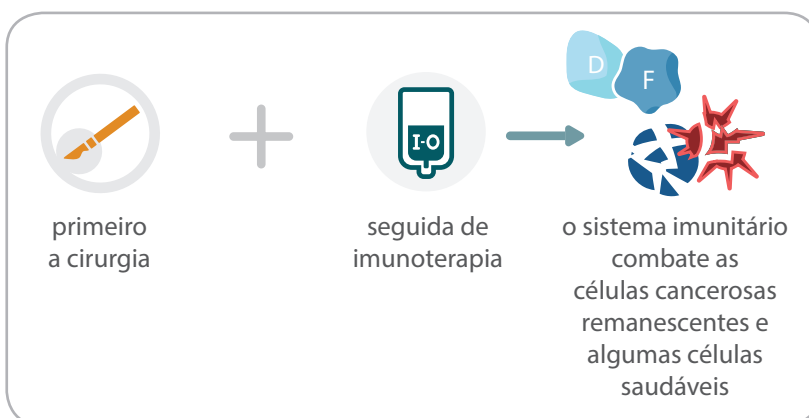 D
F
I-O
primeiro
a cirurgia
seguida de
imunoterapia
o sistema imunitário
combate as
células cancerosas
remanescentes e
algumas células
saudáveis